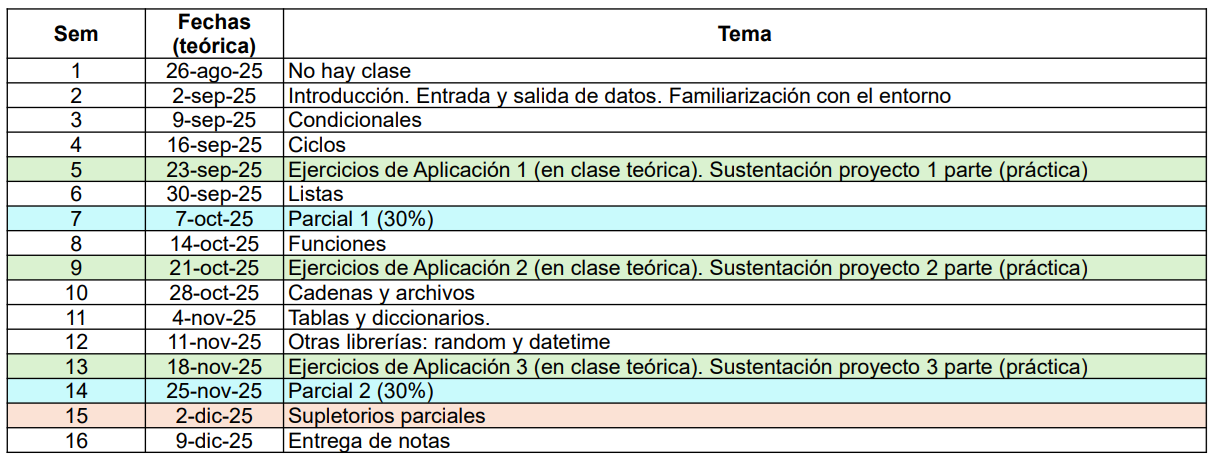 Sem Fechas (teórica) Tema
1 26-ago-25 No hay clase
2 2-sep-25 Introducción. Entrada y salida de datos. Familiarización con el entorno
3 9-sep-25 Condicionales
4 16-sep-25 Ciclos
5 23-sep-25 Ejercicios de Aplicación 1 (en clase teórica). Sustentación proyecto 1 parte (práctica)
6 30-sep-25 Listas
7 7-oct-25 Parcial 1 (30%)
8 14-oct-25 Funciones
9 21-oct-25 Ejercicios de Aplicación 2 (en clase teórica). Sustentación proyecto 2 parte (práctica)
10 28-oct-25 Cadenas y archivos
11 4-nov-25 Tablas y diccionarios.
12 11-nov-25 Otras librerías: random y datetime
13 18-nov-25 Ejercicios de Aplicación 3 (en clase teórica). Sustentación proyecto 3 parte (práctica)
14 25-nov-25 Parcial 2 (30%)
15 2-dic-25 Supletorios parciales
16 9-dic-25 Entrega de notas